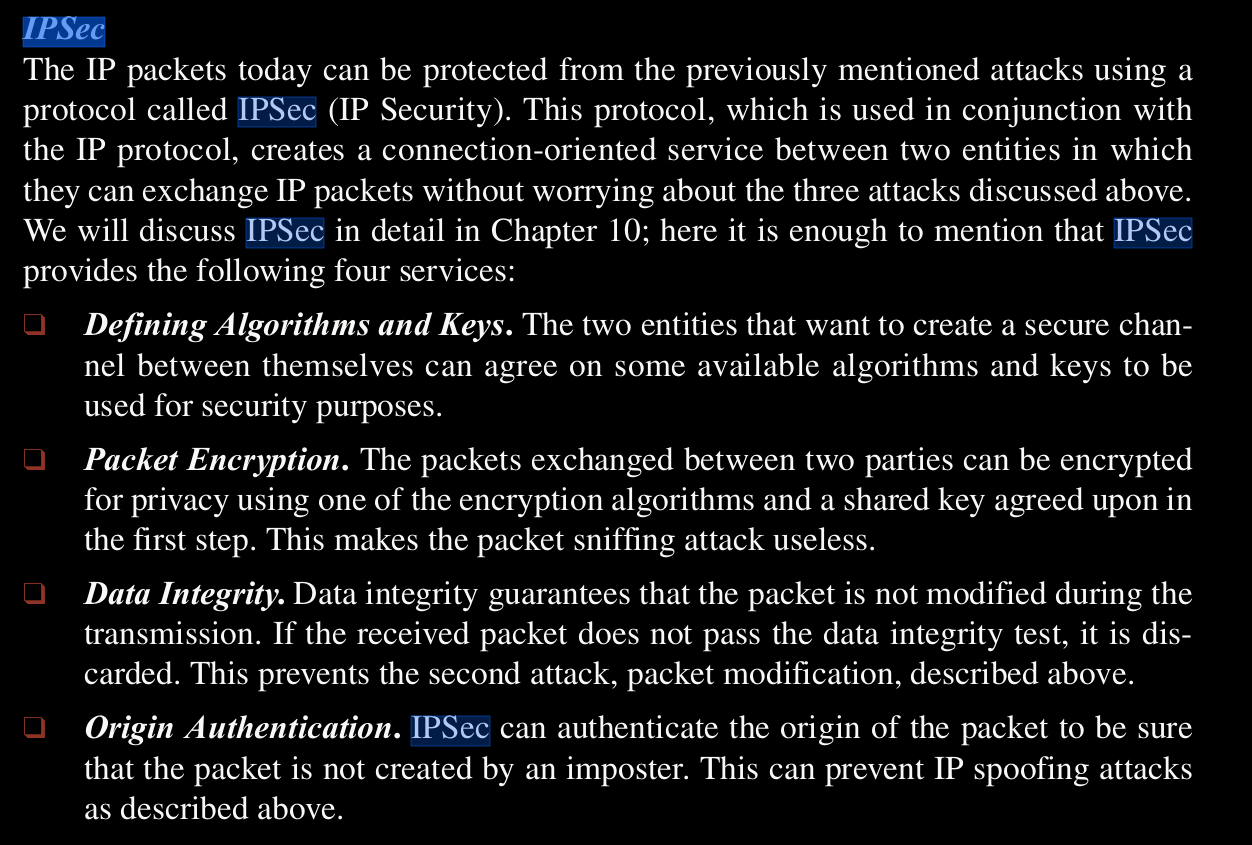 IPSec
The IP packets today can be protected from the previously mentioned attacks using a
protocol called IPSec (IP Security). This protocol, which is used in conjunction with
the IP protocol, creates a connection-oriented service between two entities in which
they can exchange IP packets without worrying about the three attacks discussed above.
We will discuss IPSec in detail in Chapter 10; here it is enough to mention that IPSec
provides the following four services:
❏ Defining Algorithms and Keys. The two entities that want to create a secure chan-
nel between themselves can agree on some available algorithms and keys to be
used for security purposes.
❏ Packet Encryption. The packets exchanged between two parties can be encrypted
for privacy using one of the encryption algorithms and a shared key agreed upon in
the first step. This makes the packet sniffing attack useless.
❏ Data Integrity. Data integrity guarantees that the packet is not modified during the
transmission. If the received packet does not pass the data integrity test, it is dis-
carded. This prevents the second attack, packet modification, described above.
❏ Origin Authentication. IPSec can authenticate the origin of the packet to be sure
that the packet is not created by an imposter. This can prevent IP spoofing attacks
as described above.